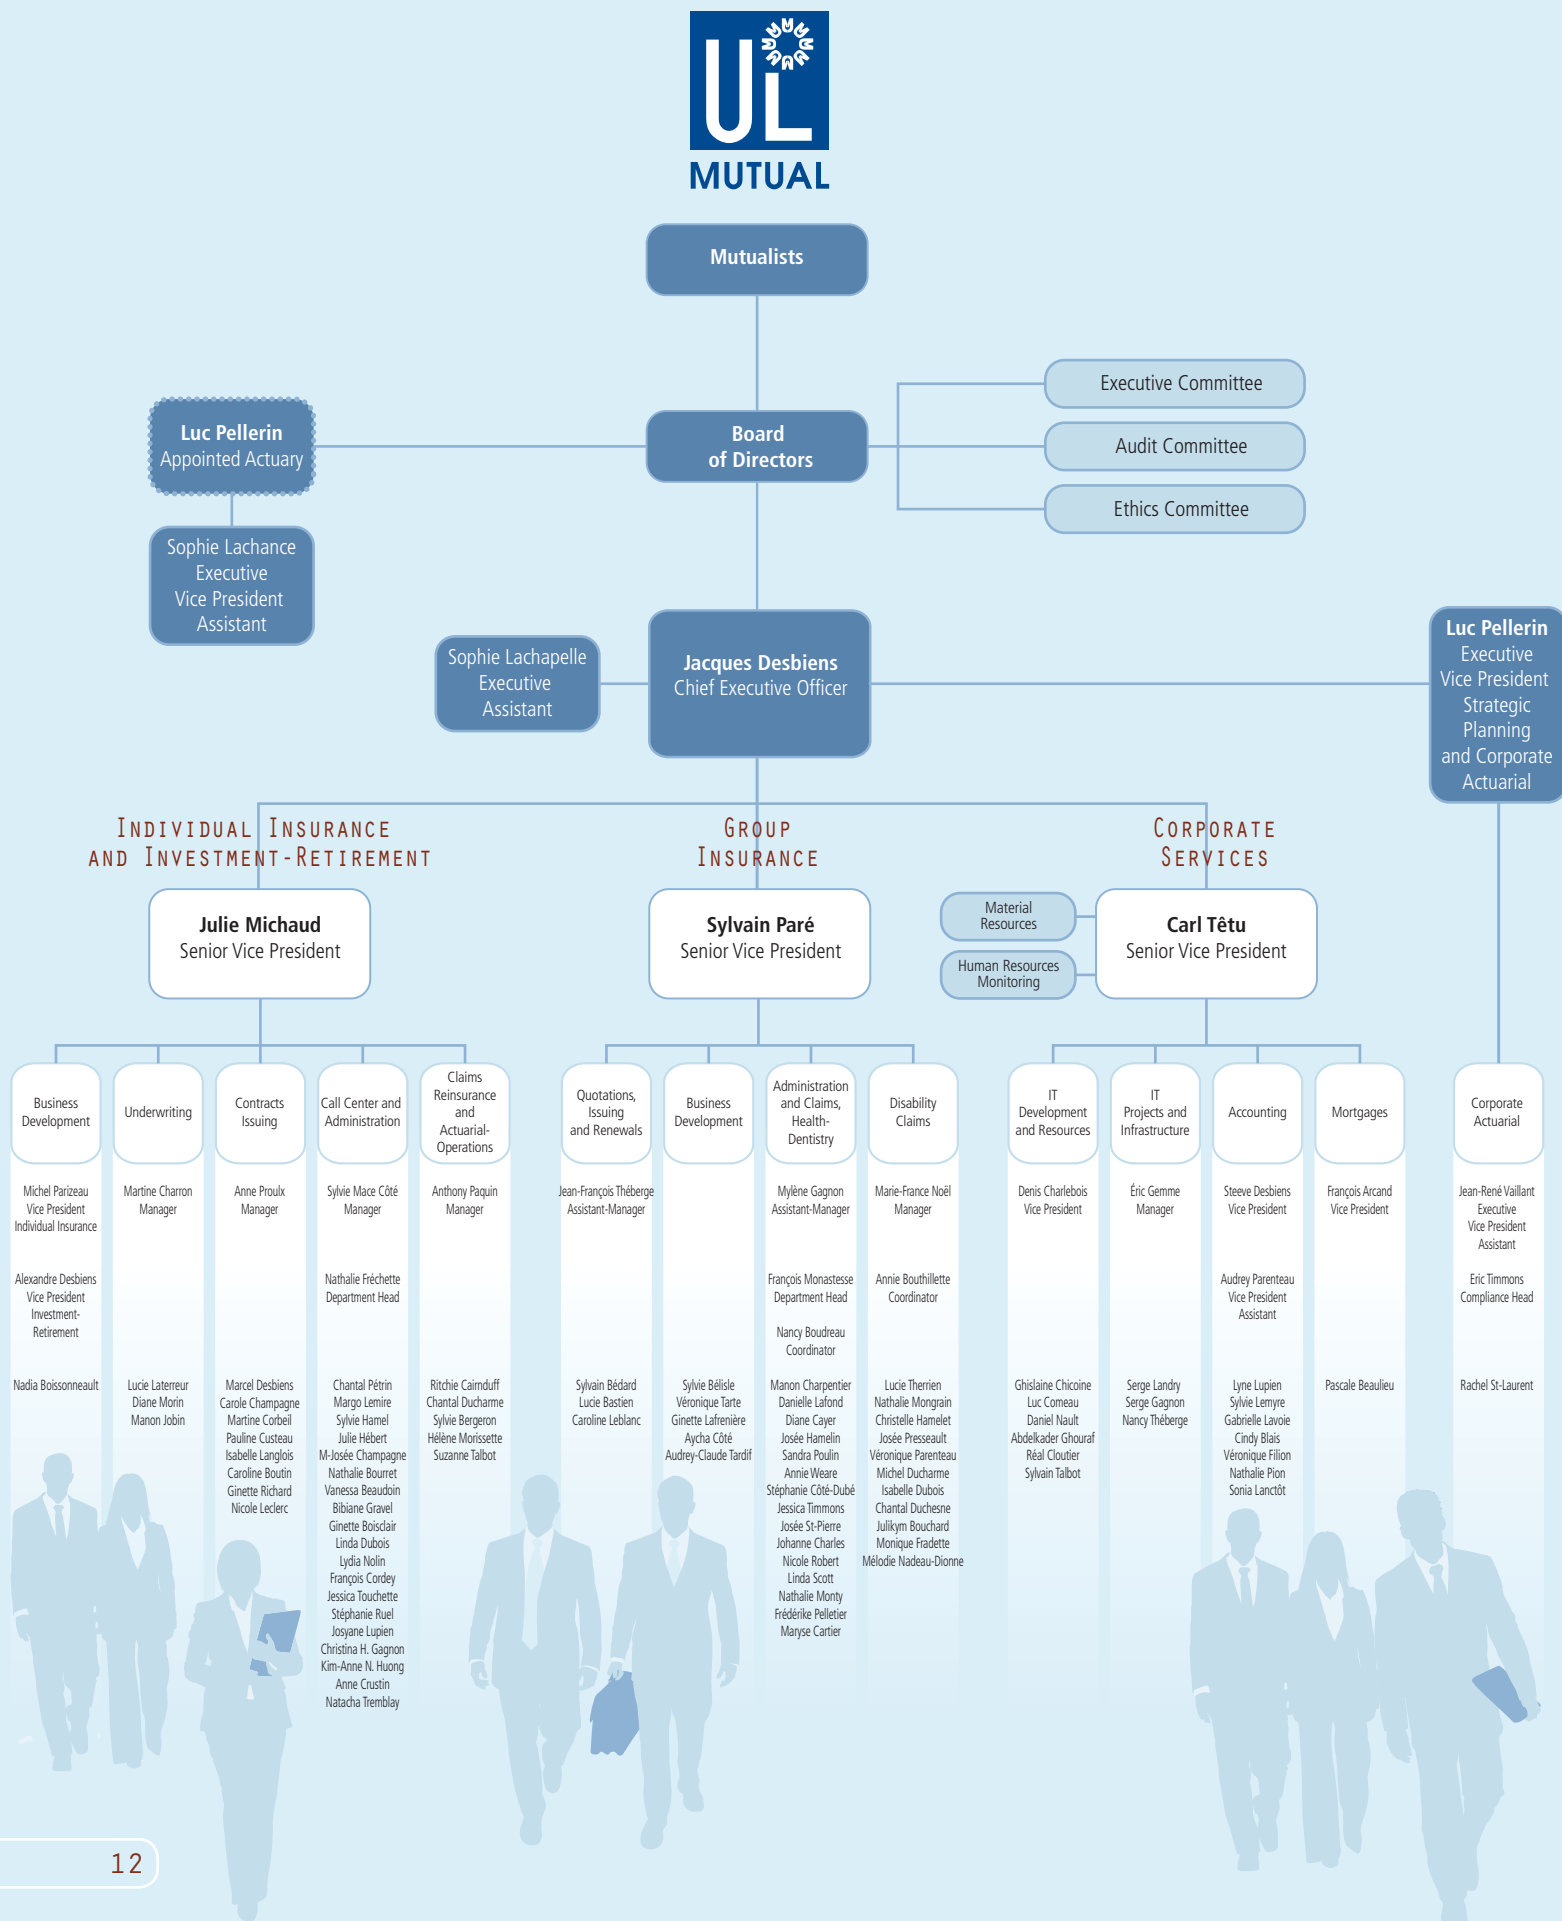 UL
MUTUAL
Mutualists
Executive Committee
Luc Pellerin
Appointed Actuary
Board
of Directors
Audit Committee
Ethics Committee
Sophie Lachance
Executive
Vice President
Assistant
Sophie Lachapelle
Executive
Assistant
Jacques Desbiens
Chief Executive Officer
Luc Pellerin
Executive
Vice President
Strategic
Planning
and Corporate
Actuarial
INDIVIDUAL INSURANCE
AND INVESTMENT-RETIREMENT
GROUP
INSURANCE
CORPORATE
SERVICES
Julie Michaud
Senior Vice President
Sylvain Paré
Senior Vice President
Material
Resources
Human Resources
Monitoring
Carl Têtu
Senior Vice President
Business
Development
Michel Parizeau
Vice President
Individual Insurance
Alexandre Desbiens
Vice President
Investment-
Retirement
Nadia Boissonneault
Underwriting
Martine Charron
Manager
Lucie Laterreur
Diane Morin
Manon Jobin
Contracts
Issuing
Anne Proulx
Manager
Marcel Desbiens
Carole Champagne
Martine Corbeil
Pauline Custeau
Isabelle Langlois
Caroline Boutin
Ginette Richard
Nicole Leclerc
Call Center and
Administration
Sylvie Mace Côté
Manager
Nathalie Fréchette
Department Head
Chantal Pétrin
Margo Lemire
Sylvie Hamel
Julie Hébert
M-Josée Champagne
Nathalie Bourret
Vanessa Beaudoin
Bibiane Gravel
Ginette Boisclair
Linda Dubois
Lydia Nolin
François Cordey
Jessica Touchette
Stéphanie Ruel
Josyane Lupien
Christina H. Gagnon
Kim-Anne N. Huong
Anne Crustin
Natacha Tremblay
Claims
Reinsurance
and
Actuarial-
Operations
Anthony Paquin
Manager
Ritchie Cairnduff
Chantal Ducharme
Sylvie Bergeron
Hélène Morissette
Suzanne Talbot
Quotations,
Issuing
and Renewals
Jean-François Théberge
Assistant-Manager
Sylvain Bédard
Lucie Bastien
Caroline Leblanc
Business
Development
Sylvie Bélisle
Véronique Tarte
Ginette Lafrenière
Aycha Côté
Audrey-Claude Tardif
Administration
and Claims,
Health-
Dentistry
Mylène Gagnon
Assistant-Manager
François Monastesse
Department Head
Nancy Boudreau
Coordinator
Manon Charpentier
Danielle Lafond
Diane Cayer
Josée Hamelin
Sandra Poulin
Annie Weare
Stéphanie Côté-Dubé
Jessica Timmons
Josée St-Pierre
Johanne Charles
Nicole Robert
Linda Scott
Nathalie Monty
Frédérike Pelletier
Maryse Cartier
Disability
Claims
Marie-France Noël
Manager
Annie Bouthillette
Coordinator
Lucie Therrien
Nathalie Mongrain
Christelle Hamelet
Josée Presseault
Véronique Parenteau
Michel Ducharme
Isabelle Dubois
Chantal Duchesne
Julikym Bouchard
Monique Fradette
Mélodie Nadeau-Dionne
IT
Development
and Resources
Denis Charlebois
Vice President
Ghislaine Chicoine
Luc Comeau
Daniel Nault
Abdelkader Ghouraf
Réal Cloutier
Sylvain Talbot
IT
Projects and
Infrastructure
Éric Gemme
Manager
Serge Landry
Serge Gagnon
Nancy Théberge
Accounting
Steeve Desbiens
Vice President
Audrey Parenteau
Vice President
Assistant
Lyne Lupien
Sylvie Lemyre
Gabrielle Lavoie
Cindy Blais
Véronique Filion
Nathalie Pion
Sonia Lanctôt
Mortgages
François Arcand
Vice President
Pascale Beaulieu
Corporate
Actuarial
Jean-René Vaillant
Executive
Vice President
Assistant
Eric Timmons
Compliance Head
Rachel St-Laurent
12